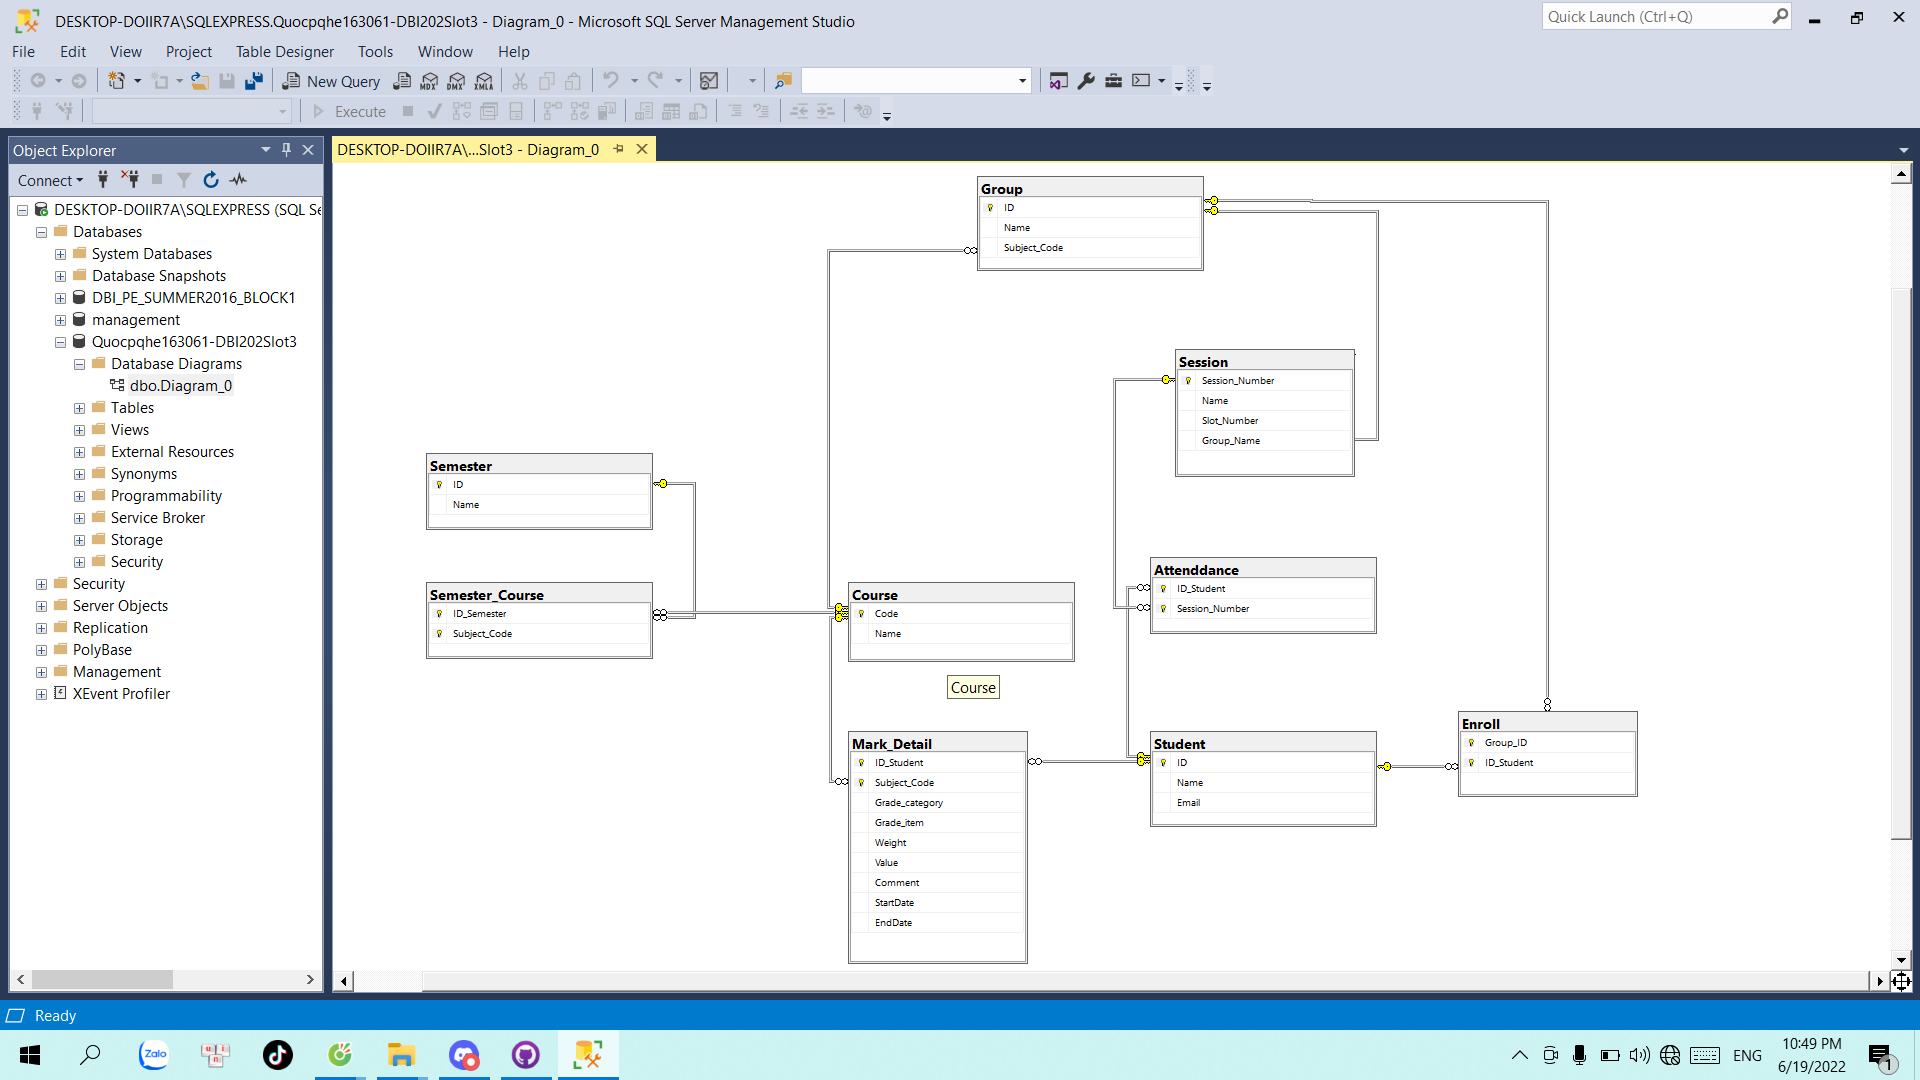 DESKTOP-DOIIR7A\SQLEXPRESS.Quocpqhe163061-DBI202Slot3 - Diagram_0 - Microsoft SQL Server Management Studio
Quick Launch (Ctrl+Q)
File Edit View Project Table Designer Tools Window Help
New Query MDX DMX XMLA
Execute
Object Explorer
Connect
DESKTOP-DOIIR7A\SQLEXPRESS (SQL Se
Databases
System Databases
Database Snapshots
DBI_PE_SUMMER2016_BLOCK1
management
Quocpqhe163061-DBI202Slot3
Database Diagrams
dbo.Diagram_0
Tables
Views
External Resources
Synonyms
Programmability
Service Broker
Storage
Security
Security
Server Objects
Replication
PolyBase
Management
XEvent Profiler
DESKTOP-DOIIR7A\...Slot3 - Diagram_0
Group
ID
Name
Subject_Code
Session
Session_Number
Name
Slot_Number
Group_Name
Semester
ID
Name
Semester_Course
ID_Semester
Subject_Code
Course
Code
Name
Course
Attenddance
ID_Student
Session_Number
Mark_Detail
ID_Student
Subject_Code
Grade_category
Grade_item
Weight
Value
Comment
StartDate
EndDate
Student
ID
Name
Email
Enroll
Group_ID
ID_Student
Ready
Zalo
ENG
10:49 PM
6/19/2022
1